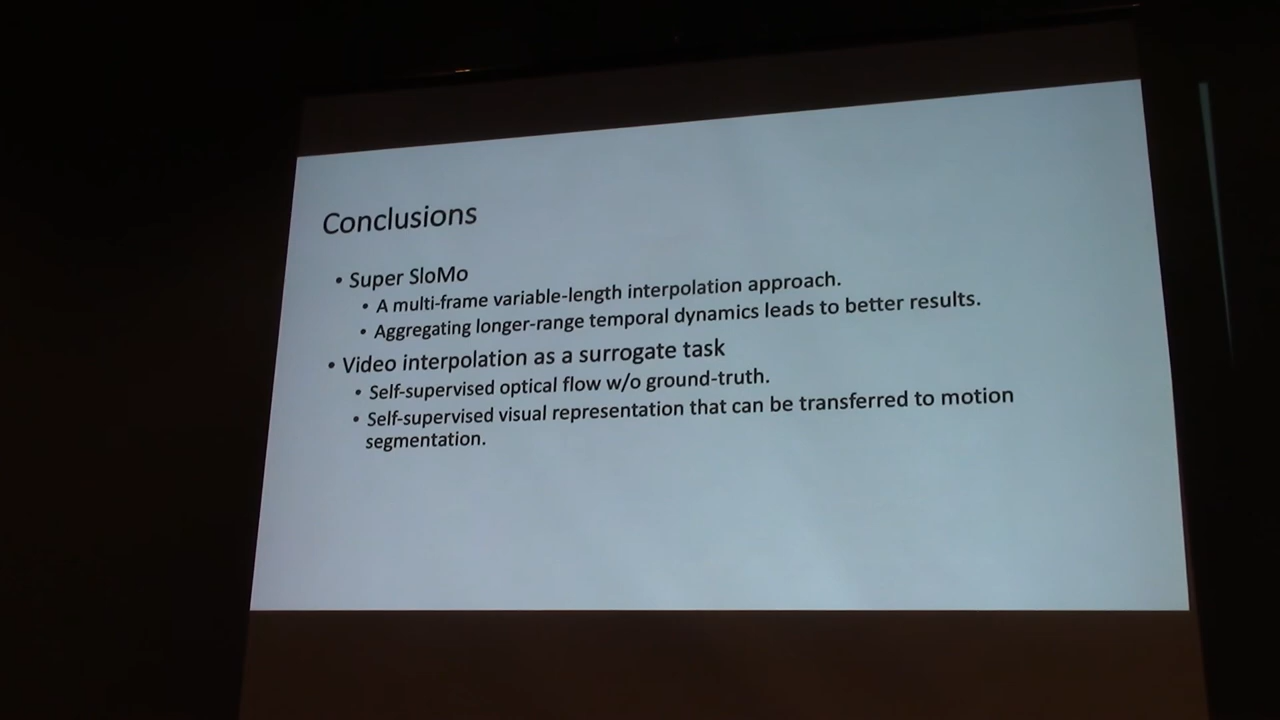 Conclusions
• Super SloMo
• A multi-frame variable-length interpolation approach.
• Aggregating longer-range temporal dynamics leads to better results.
• Video interpolation as a surrogate task
• Self-supervised optical flow w/o ground-truth.
• Self-supervised visual representation that can be transferred to motion
segmentation.